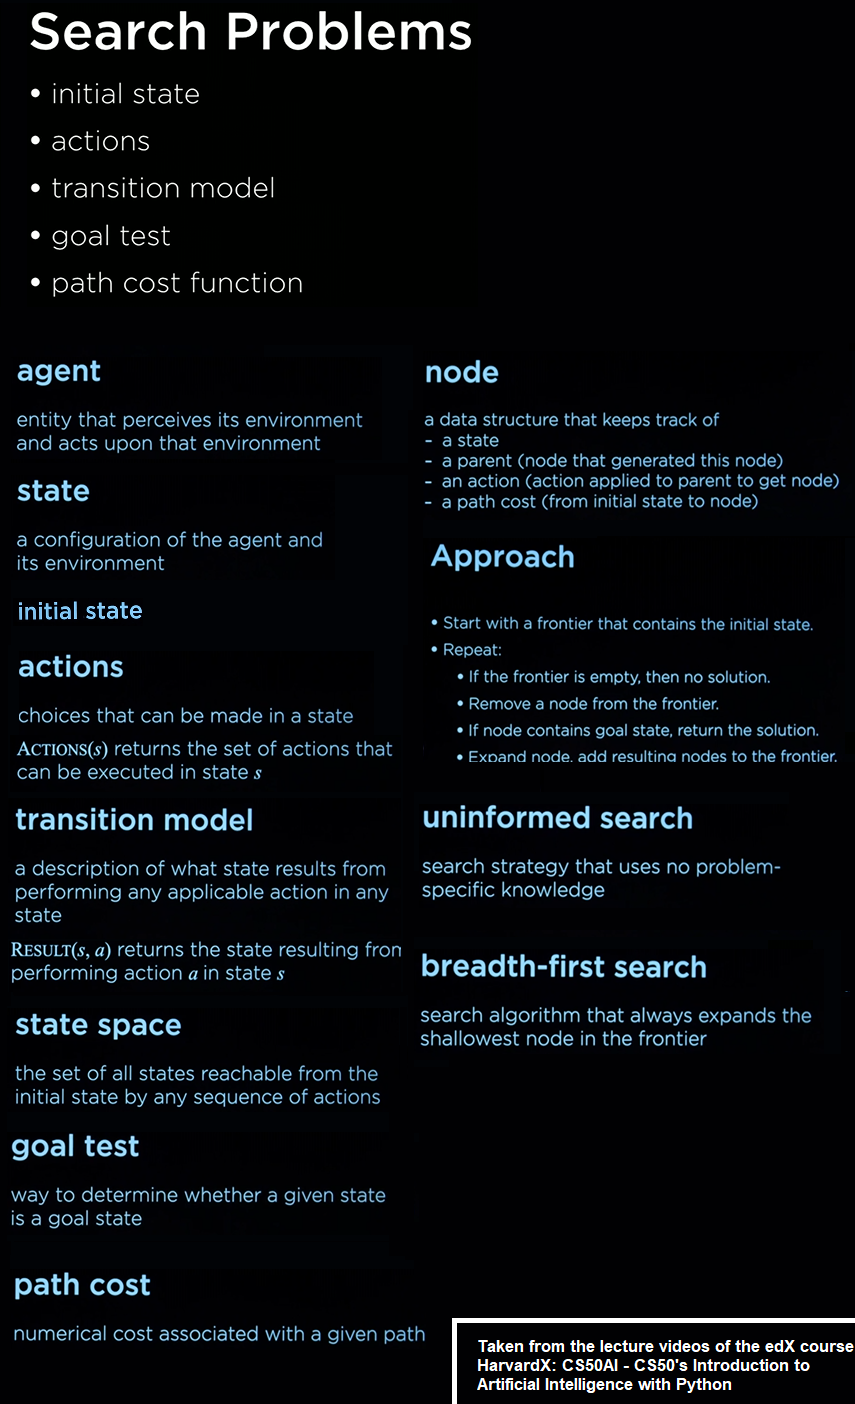 Search Problems
• initial state
• actions
• transition model
• goal test
• path cost function
agent
entity that perceives its environment
and acts upon that environment
state
a configuration of the agent and
its environment
initial state
actions
choices that can be made in a state
ACTIONS(s) returns the set of actions that
can be executed in state s
transition model
a description of what state results from
performing any applicable action in any
state
RESULT(s, a) returns the state resulting from
performing action a in state s
state space
the set of all states reachable from the
initial state by any sequence of actions
goal test
way to determine whether a given state
is a goal state
path cost
numerical cost associated with a given path
node
a data structure that keeps track of
- a state
- a parent (node that generated this node)
- an action (action applied to parent to get node)
- a path cost (from initial state to node)
Approach
• Start with a frontier that contains the initial state.
• Repeat:
• If the frontier is empty, then no solution.
• Remove a node from the frontier.
• If node contains goal state, return the solution.
• Expand node, add resulting nodes to the frontier.
uninformed search
search strategy that uses no problem-
specific knowledge
breadth-first search
search algorithm that always expands the
shallowest node in the frontier
Taken from the lecture videos of the edX course
HarvardX: CS50AI - CS50's Introduction to
Artificial Intelligence with Python